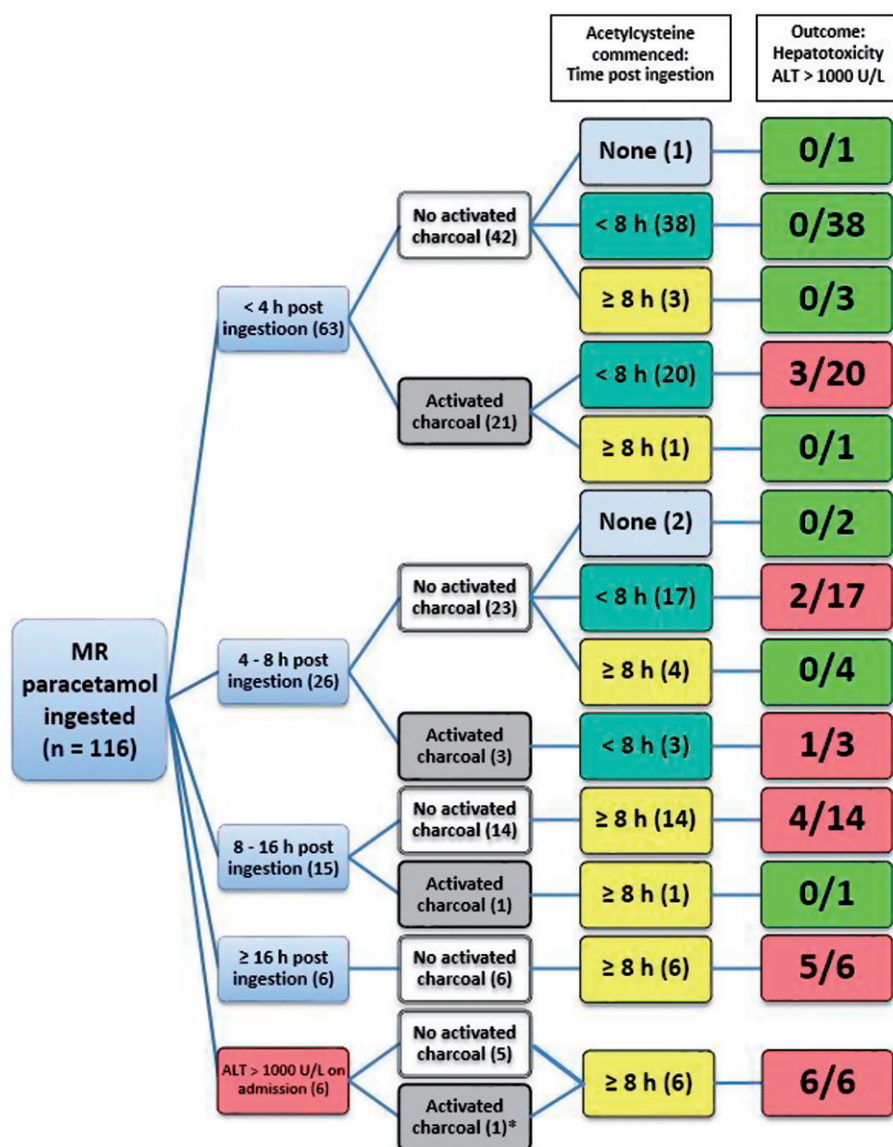 Acetylcysteine
commenced:
Time post ingestion
Outcome:
Hepatotoxicity
ALT > 1000 U/L
None (1)
0/1
No activated
charcoal (42)
< 8 h (38)
0/38
≥ 8 h (3)
0/3
< 4 h post
ingestioon (63)
< 8 h (20)
3/20
Activated
charcoal (21)
≥ 8 h (1)
0/1
None (2)
0/2
No activated
charcoal (23)
< 8 h (17)
2/17
MR
paracetamol
ingested
(n = 116)
4 - 8 h post
ingestion (26)
≥ 8 h (4)
0/4
Activated
charcoal (3)
< 8 h (3)
1/3
No activated
charcoal (14)
≥ 8 h (14)
4/14
8 - 16 h post
ingestion (15)
Activated
charcoal (1)
≥ 8 h (1)
0/1
≥ 16 h post
ingestion (6)
No activated
charcoal (6)
≥ 8 h (6)
5/6
No activated
charcoal (5)
ALT > 1000 U/L on
admission (6)
≥ 8 h (6)
6/6
Activated
charcoal (1)*